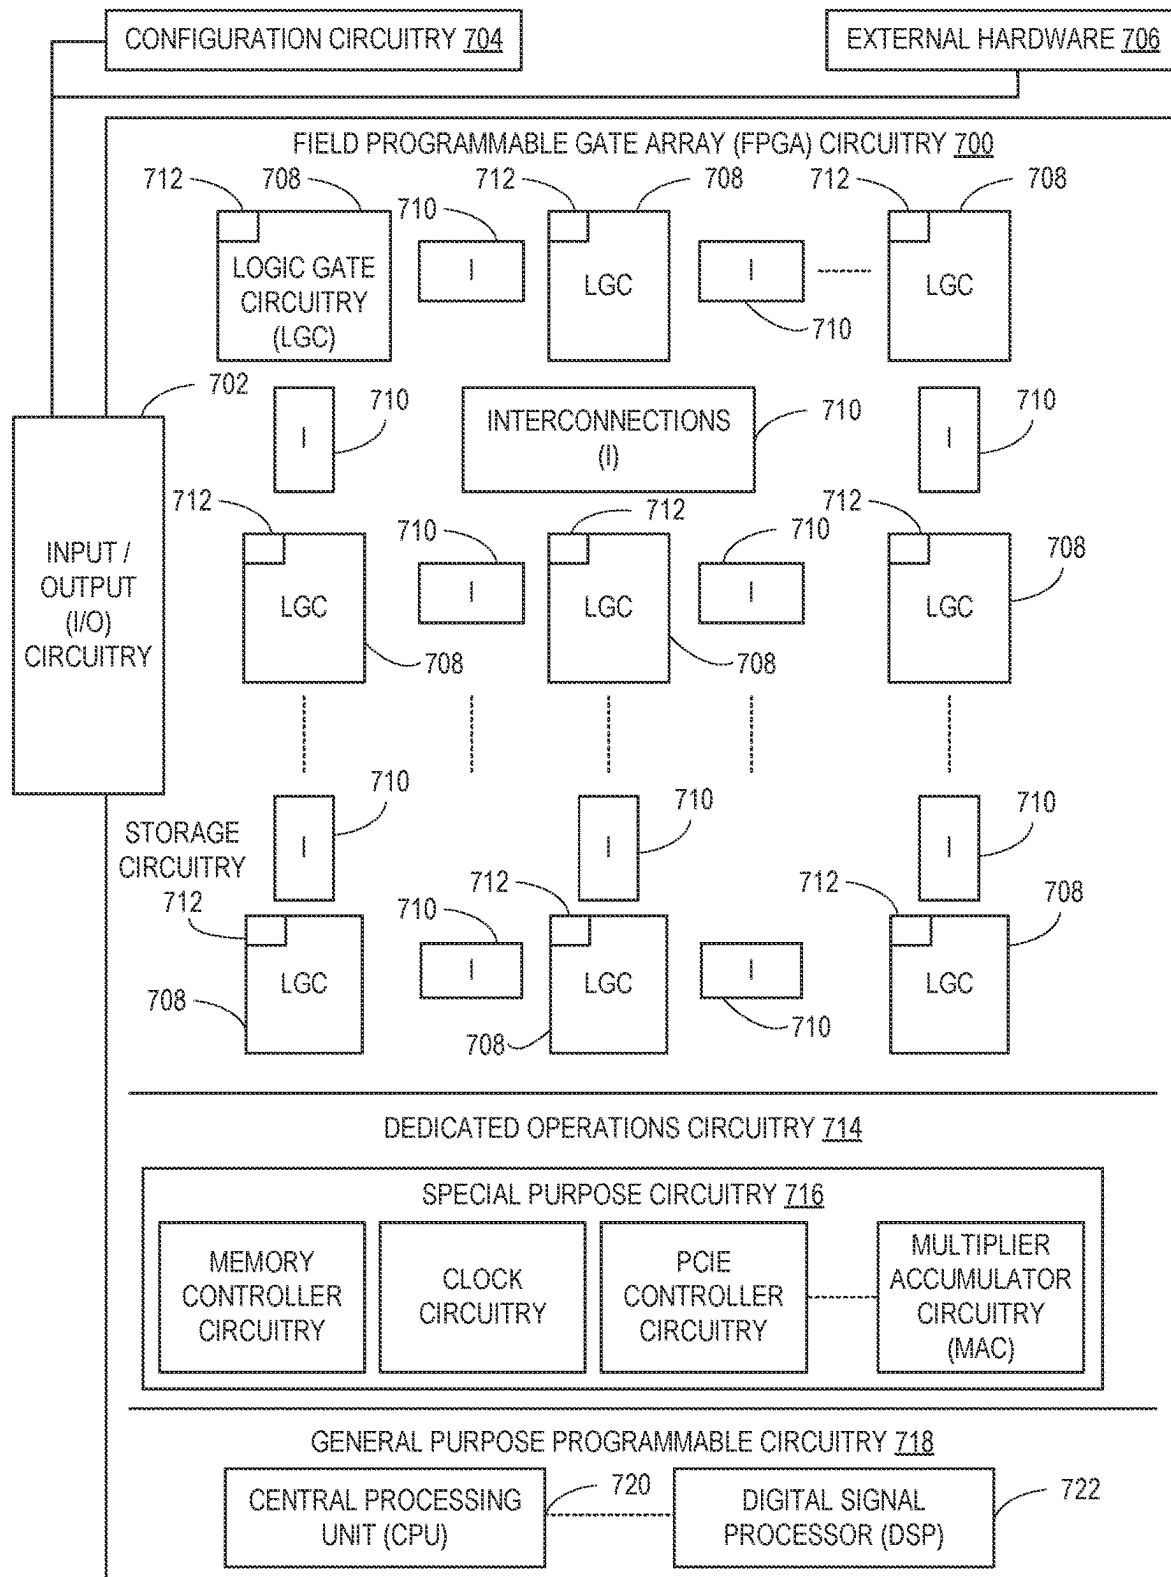 CONFIGURATION CIRCUITRY 704
EXTERNAL HARDWARE 706
FIELD PROGRAMMABLE GATE ARRAY (FPGA) CIRCUITRY 700
712
708
712
708
712
708
710
LOGIC GATE
CIRCUITRY
(LGC)
I
LGC
I
LGC
710
702
710
710
710
I
INTERCONNECTIONS
(I)
I
712
712
712
710
710
708
INPUT /
OUTPUT
(I/O)
CIRCUITRY
LGC
I
LGC
I
LGC
708
708
710
710
710
STORAGE
CIRCUITRY
I
I
I
712
712
712
708
710
LGC
I
LGC
I
LGC
708
708
710
DEDICATED OPERATIONS CIRCUITRY 714
SPECIAL PURPOSE CIRCUITRY 716
MEMORY
CONTROLLER
CIRCUITRY
CLOCK
CIRCUITRY
PCIE
CONTROLLER
CIRCUITRY
MULTIPLIER
ACCUMULATOR
CIRCUITRY
(MAC)
GENERAL PURPOSE PROGRAMMABLE CIRCUITRY 718
CENTRAL PROCESSING
UNIT (CPU)
720
DIGITAL SIGNAL
PROCESSOR (DSP)
722